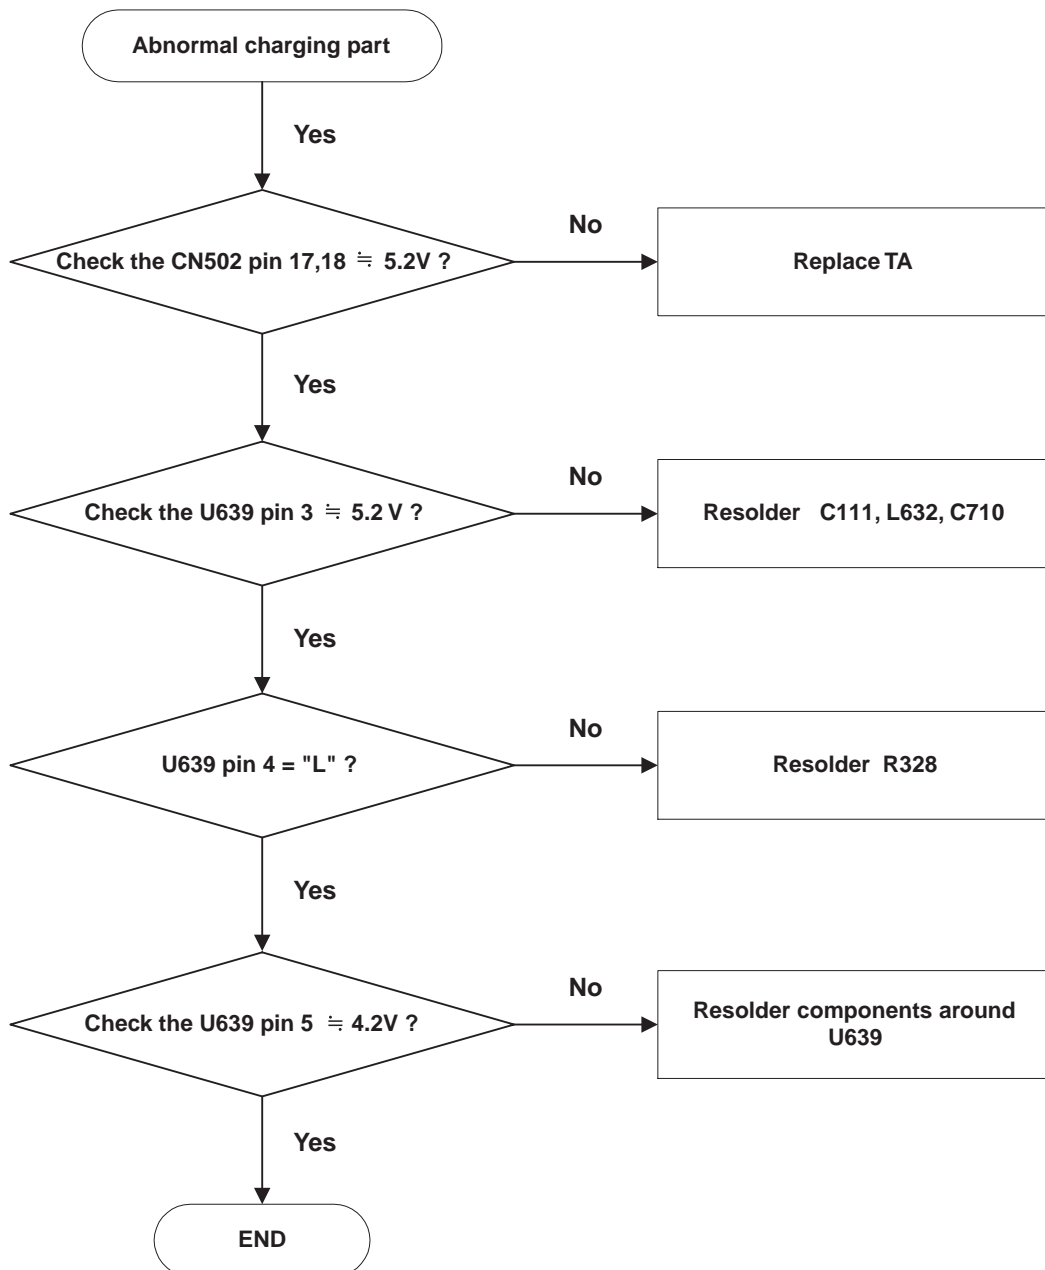 Abnormal charging part
Yes
No
Check the CN502 pin 17,18 ≒ 5.2V ?
Replace TA
Yes
No
Check the U639 pin 3 ≒ 5.2 V ?
Resolder C111, L632, C710
Yes
No
U639 pin 4 = "L" ?
Resolder R328
Yes
No
Check the U639 pin 5 ≒ 4.2V ?
Resolder components around
U639
Yes
END